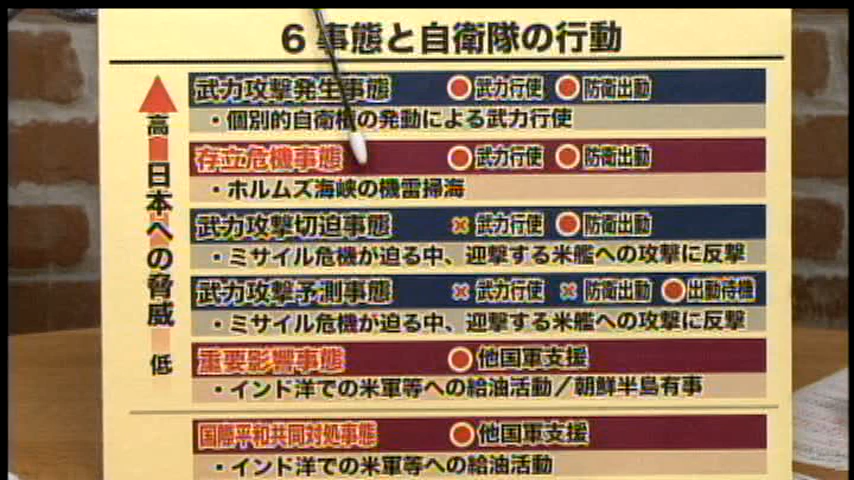 6事態と自衛隊の行動
高 日本への脅威 低
武力攻撃発生事態 ●武力行使 ●防衛出動
・個別的自衛権の発動による武力行使
存立危機事態 ●武力行使 ●防衛出動
・ホルムズ海峡の機雷掃海
武力攻撃切迫事態 ×武力行使 ●防衛出動
・ミサイル危機が迫る中、迎撃する米艦への攻撃に反撃
武力攻撃予測事態 ×武力行使 ×防衛出動 ●出動待機
・ミサイル危機が迫る中、迎撃する米艦への攻撃に反撃
重要影響事態 ●他国軍支援
・インド洋での米軍等への給油活動／朝鮮半島有事
国際平和共同対処事態 ●他国軍支援
・インド洋での米軍等への給油活動